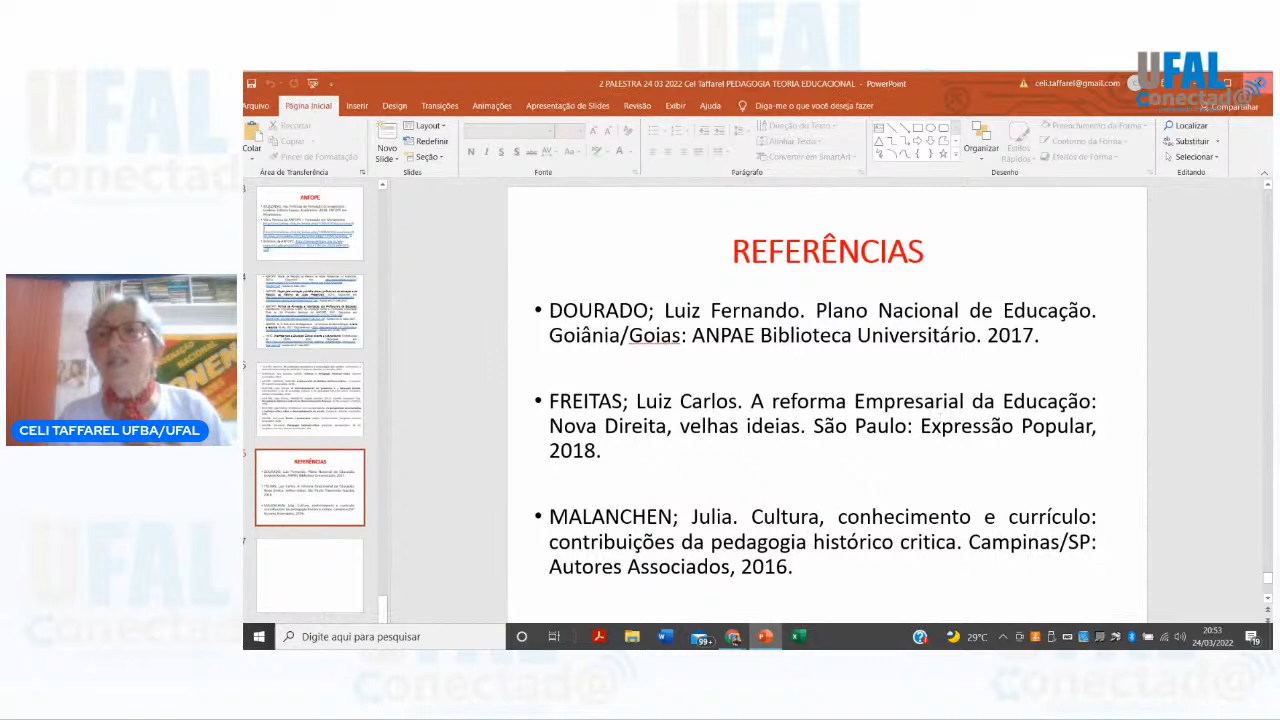 UFAL
conectad@
2 PALESTRA 24 03 2022 Cel Taffarel PEDAGOGIA TEORIA EDUCACIONAL - PowerPoint
celi.taffarel@gmail.com
Arquivo Página Inicial Inserir Design Transições Animações Apresentação de Slides Revisão Exibir Ajuda Diga-me o que você deseja fazer Compartilhar
Colar
Recortar
Copiar
Pincel de Formatação
Novo Slide
Layout
Redefinir
Seção
N I S S abc AV Aa
Direção do Texto
Alinhar Texto
Converter em SmartArt
Organizar
Estilos Rápidos
Preenchimento da Forma
Contorno da Forma
Efeitos de Forma
Localizar
Substituir
Selecionar
Área de Transferência Slides Fonte Parágrafo Desenho Editando
ANFOPE
REFERÊNCIAS
REFERÊNCIAS
• DOURADO; Luiz Fernando. Plano Nacional de Educação.
Goiânia/Goias: ANPAE Biblioteca Universitária. 2017.
• FREITAS; Luiz Carlos. A reforma Empresarial da Educação:
Nova Direita, velhas ideias. São Paulo: Expressão Popular,
2018.
• MALANCHEN; Julia. Cultura, conhecimento e currículo:
contribuições da pedagogia histórico critica. Campinas/SP:
Autores Associados, 2016.
CELI TAFFAREL UFBA/UFAL
Digite aqui para pesquisar
99+
29°C
20:53
24/03/2022
19